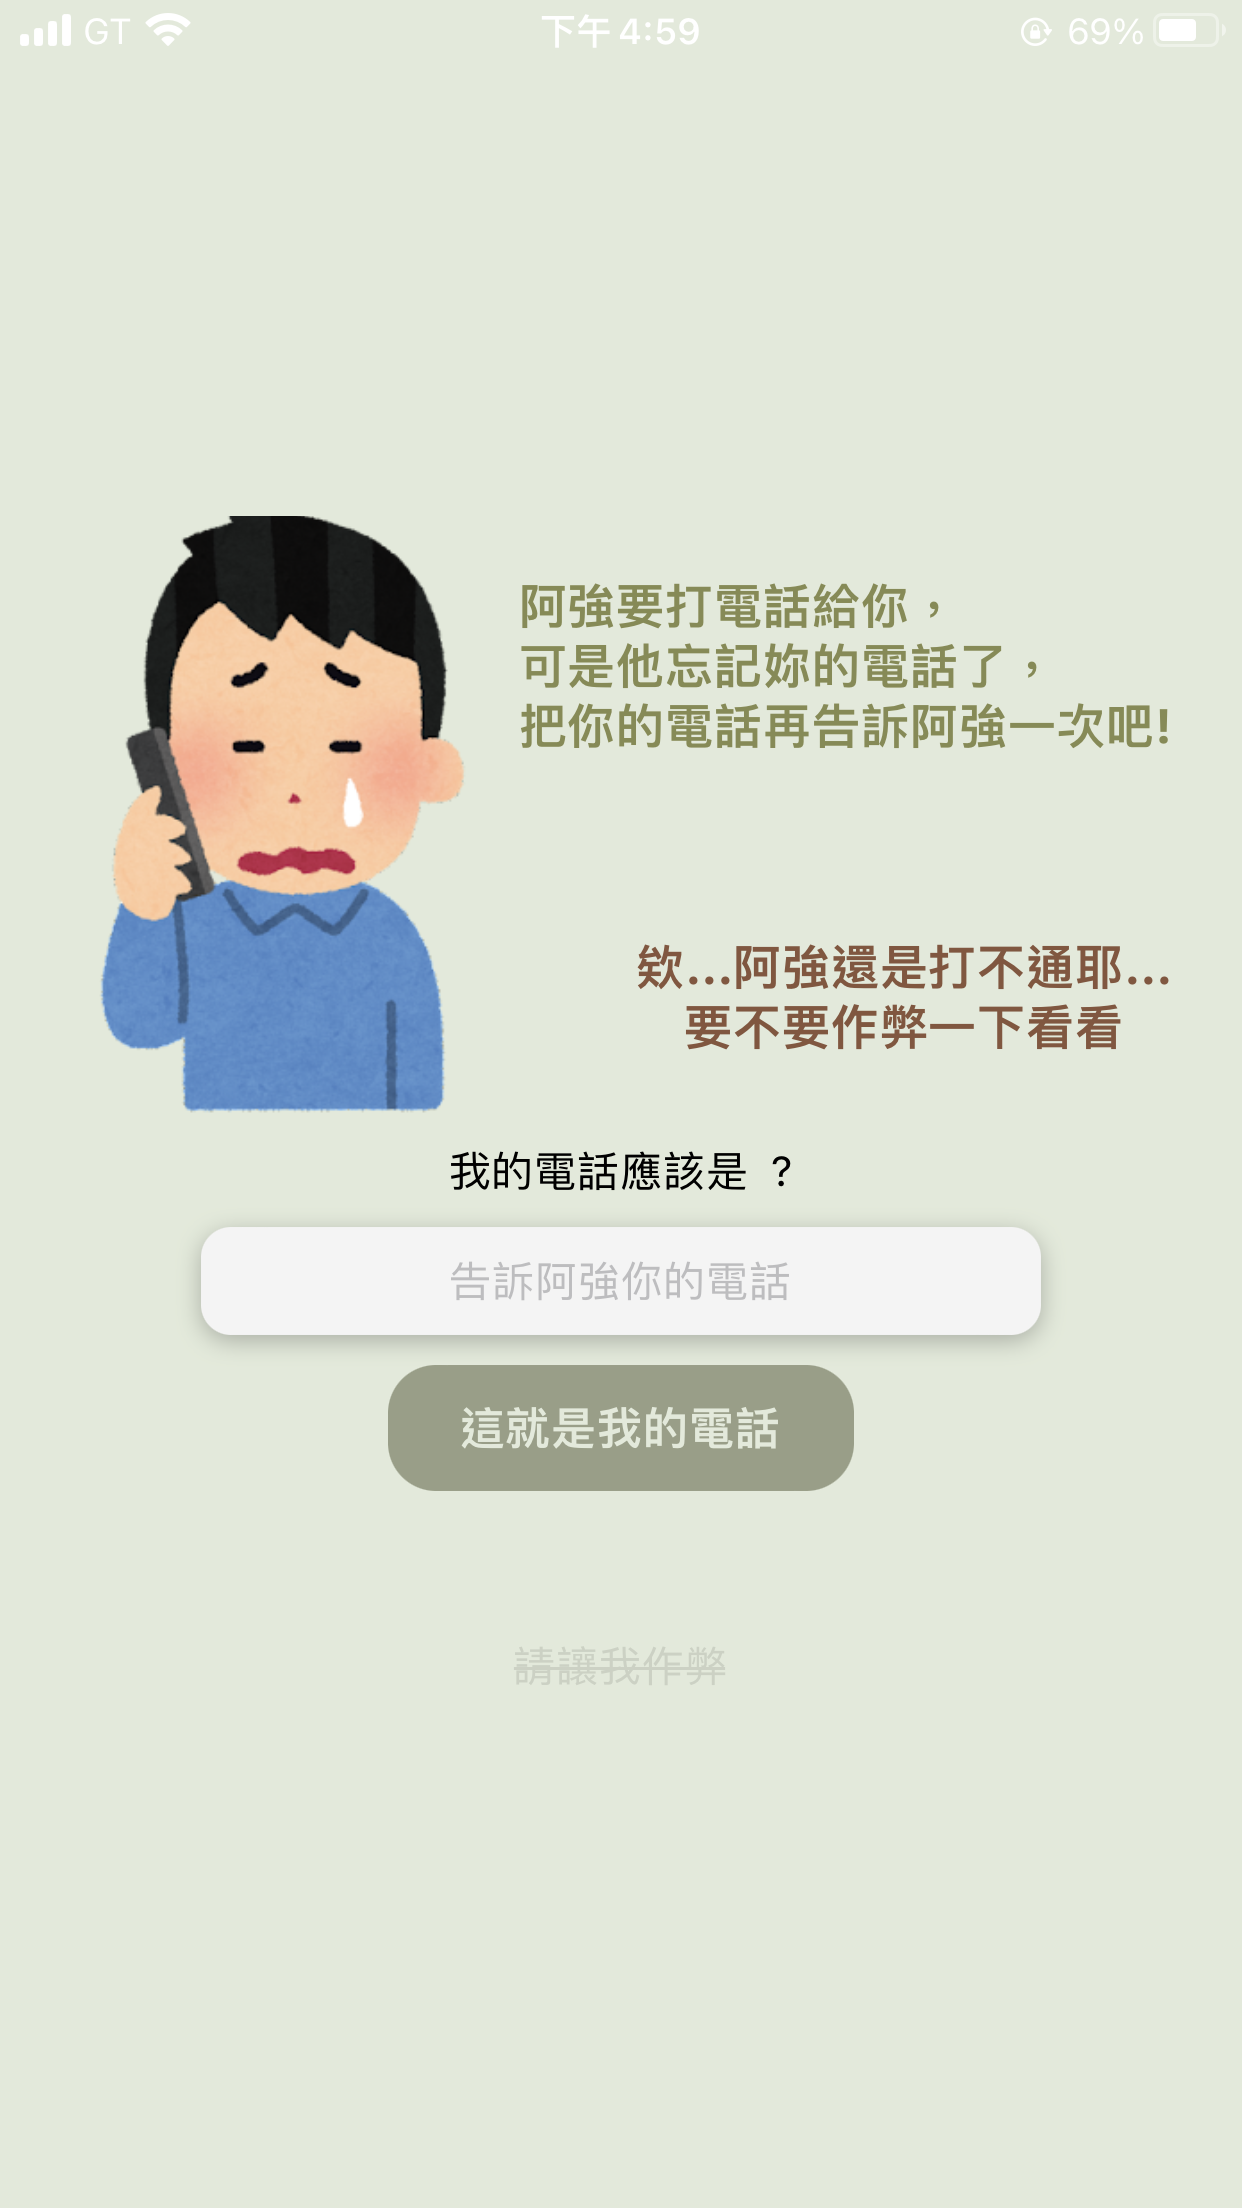 GT 下午4:59 69%
阿強要打電話給你，
可是他忘記妳的電話了，
把你的電話再告訴阿強一次吧!
欸...阿強還是打不通耶...
要不要作弊一下看看
我的電話應該是 ？
告訴阿強你的電話
這就是我的電話
請讓我作弊